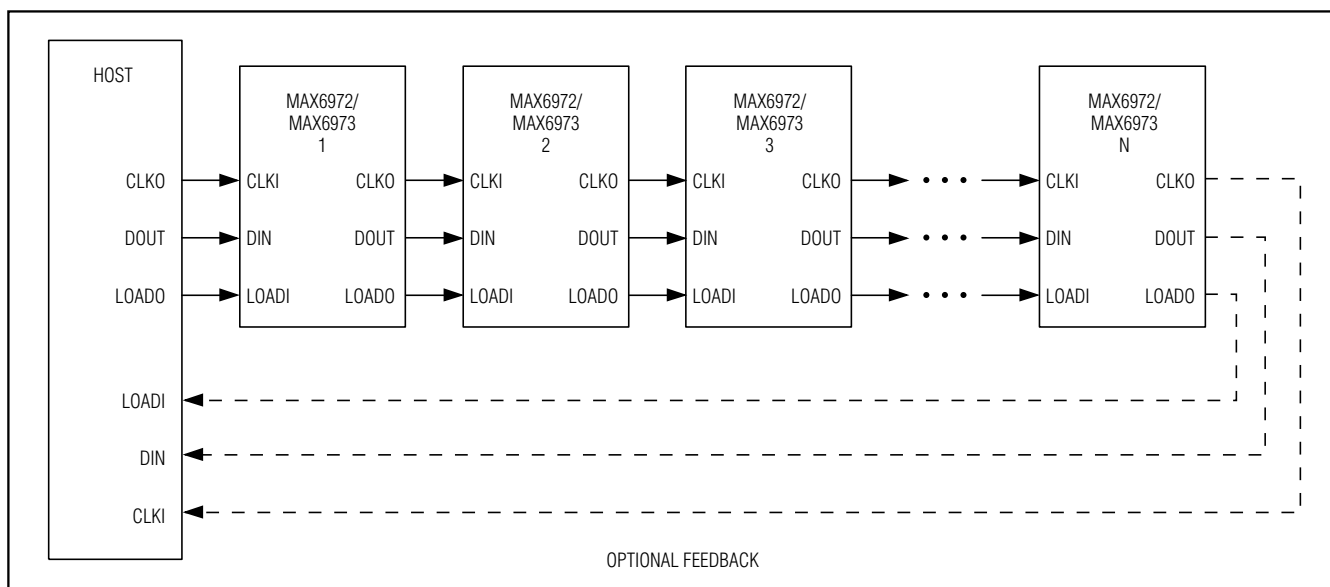 HOST
MAX6972/
MAX6973
1
MAX6972/
MAX6973
2
MAX6972/
MAX6973
3
MAX6972/
MAX6973
N
CLKO CLKI CLKO CLKI CLKO CLKI CLKO • • • CLKI CLKO
DOUT DIN DOUT DIN DOUT DIN DOUT • • • DIN DOUT
LOADO LOADI LOADO LOADI LOADO LOADI LOADO • • • LOADI LOADO
LOADI
DIN
CLKI
OPTIONAL FEEDBACK